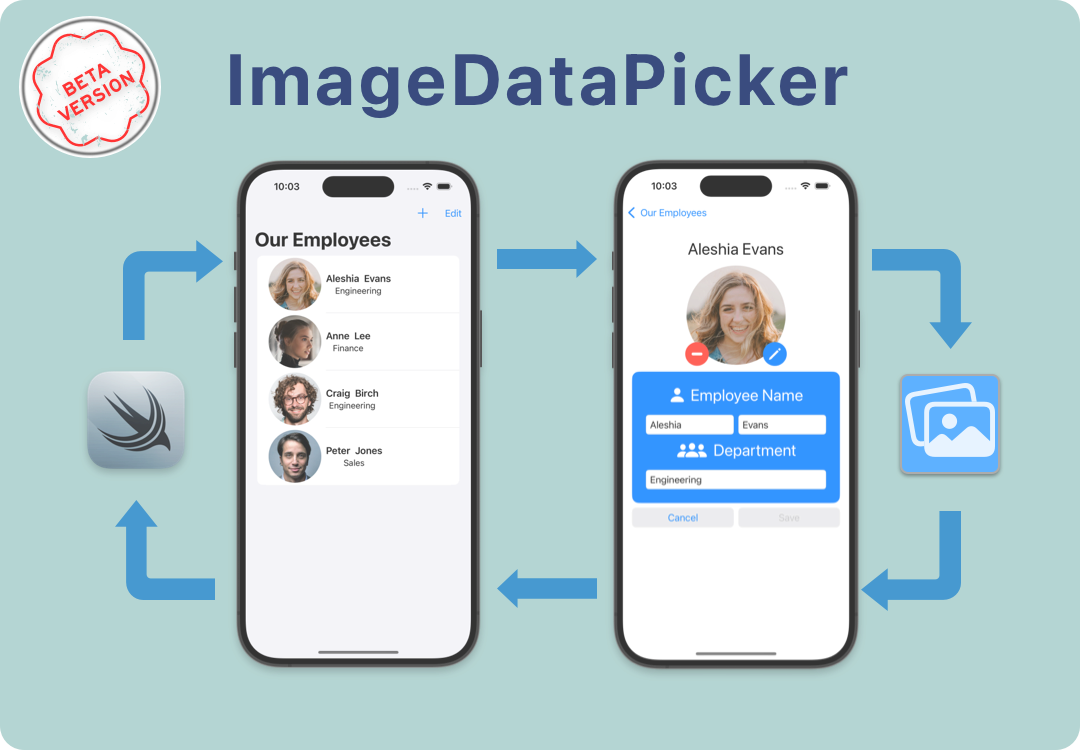 BETA
VERSION
ImageDataPicker
10:03
+ Edit
Our Employees
Aleshia Evans
Engineering
Anne Lee
Finance
Craig Birch
Engineering
Peter Jones
Sales
10:03
Our Employees
Aleshia Evans
Employee Name
Aleshia Evans
Department
Engineering
Cancel Save